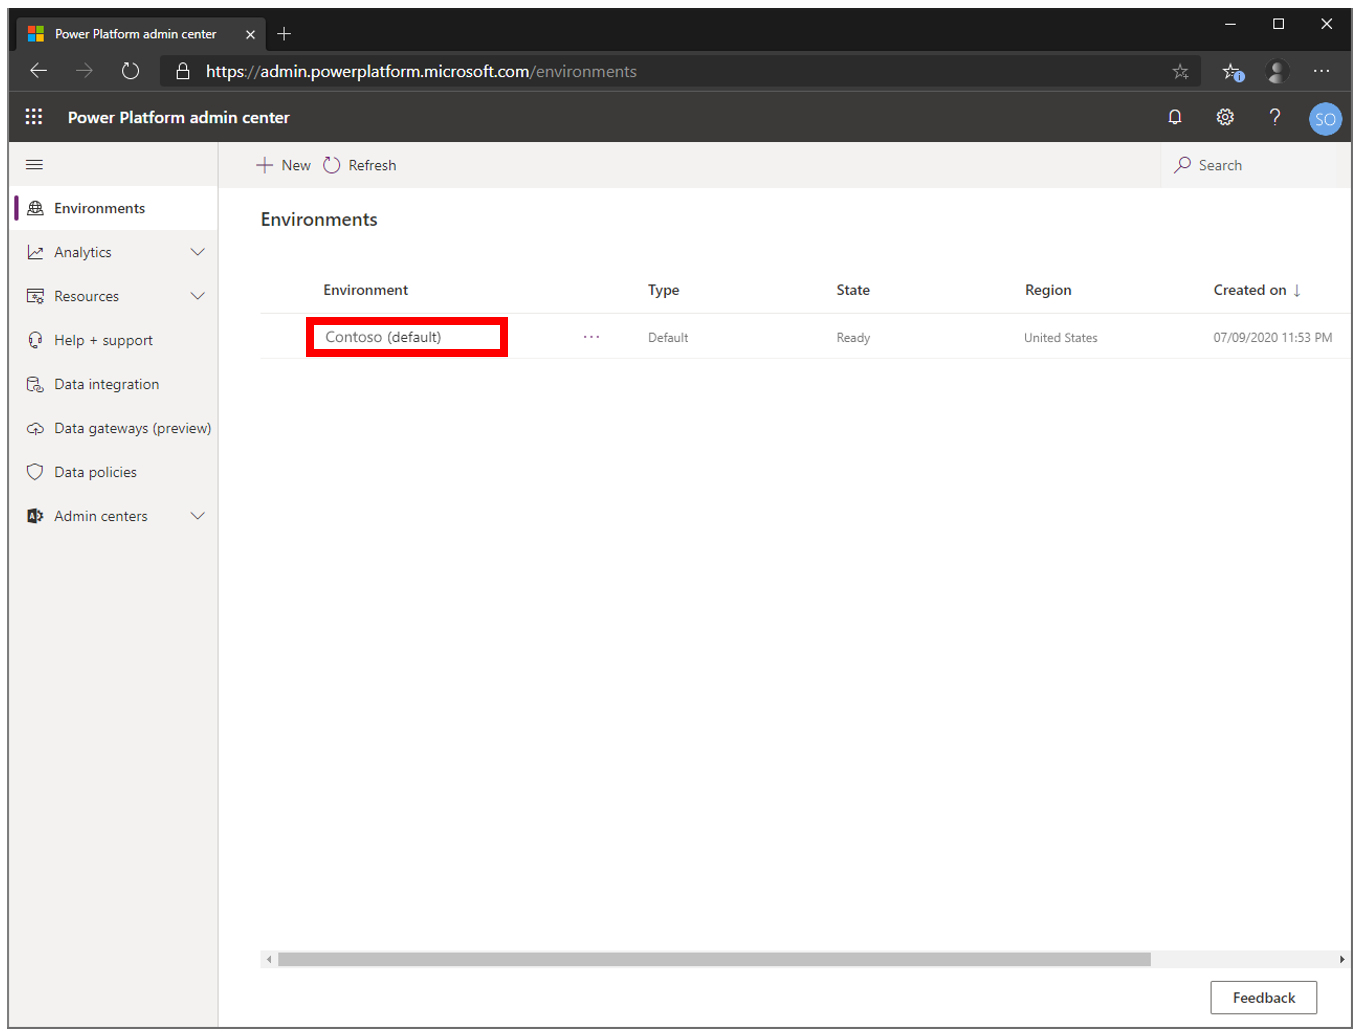 Power Platform admin center
https://admin.powerplatform.microsoft.com/environments
Power Platform admin center
SO
New Refresh Search
Environments
Analytics
Resources
Help + support
Data integration
Data gateways (preview)
Data policies
Admin centers
Environments
Environment Type State Region Created on ↓
Contoso (default) ... Default Ready United States 07/09/2020 11:53 PM
Feedback